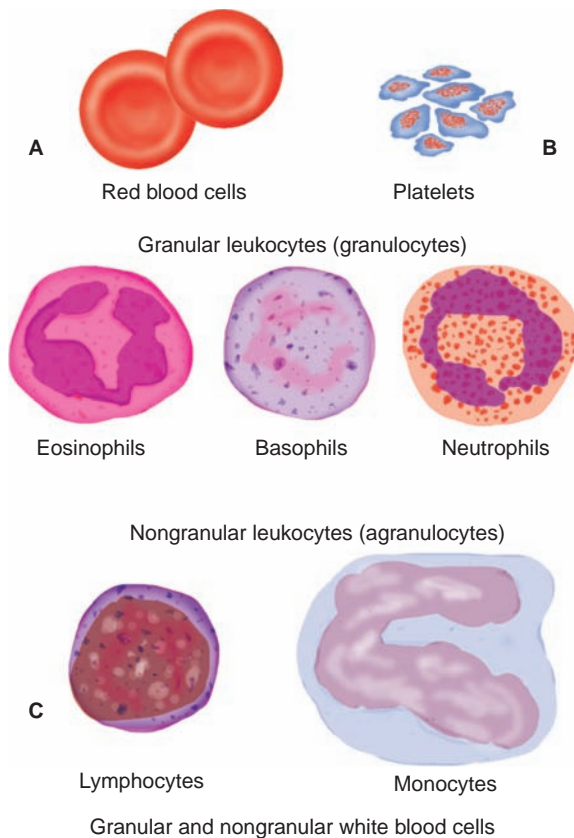 A
B
Red blood cells
Platelets
Granular leukocytes (granulocytes)
Eosinophils
Basophils
Neutrophils
Nongranular leukocytes (agranulocytes)
C
Lymphocytes
Monocytes
Granular and nongranular white blood cells